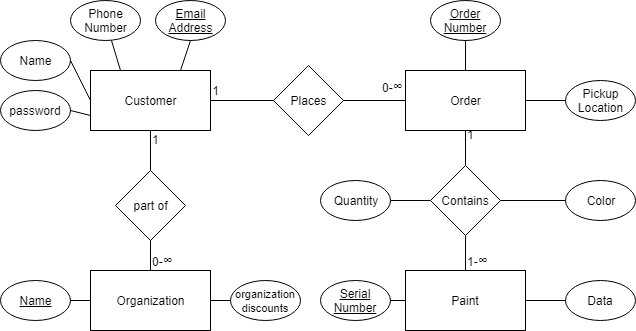 Phone
Number
Email
Address
Order
Number
Name
password
Customer
1
Places
0-∞
Order
Pickup
Location
1
1
part of
Quantity
Contains
Color
0-∞
1-∞
Name
Organization
organization
discounts
Serial
Number
Paint
Data